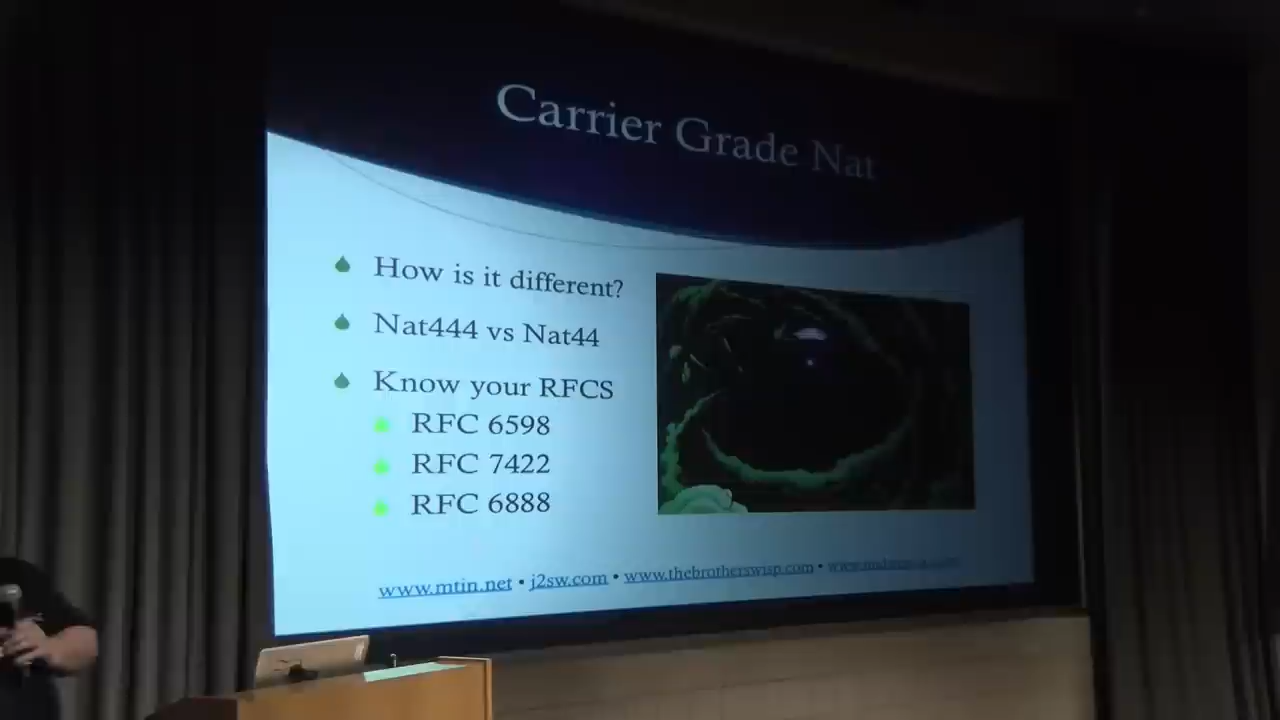 Carrier Grade Nat
How is it different?
Nat444 vs Nat44
Know your RFCS
RFC 6598
RFC 7422
RFC 6888
www.mtin.net • j2sw.com • www.thebrotherswisp.com •